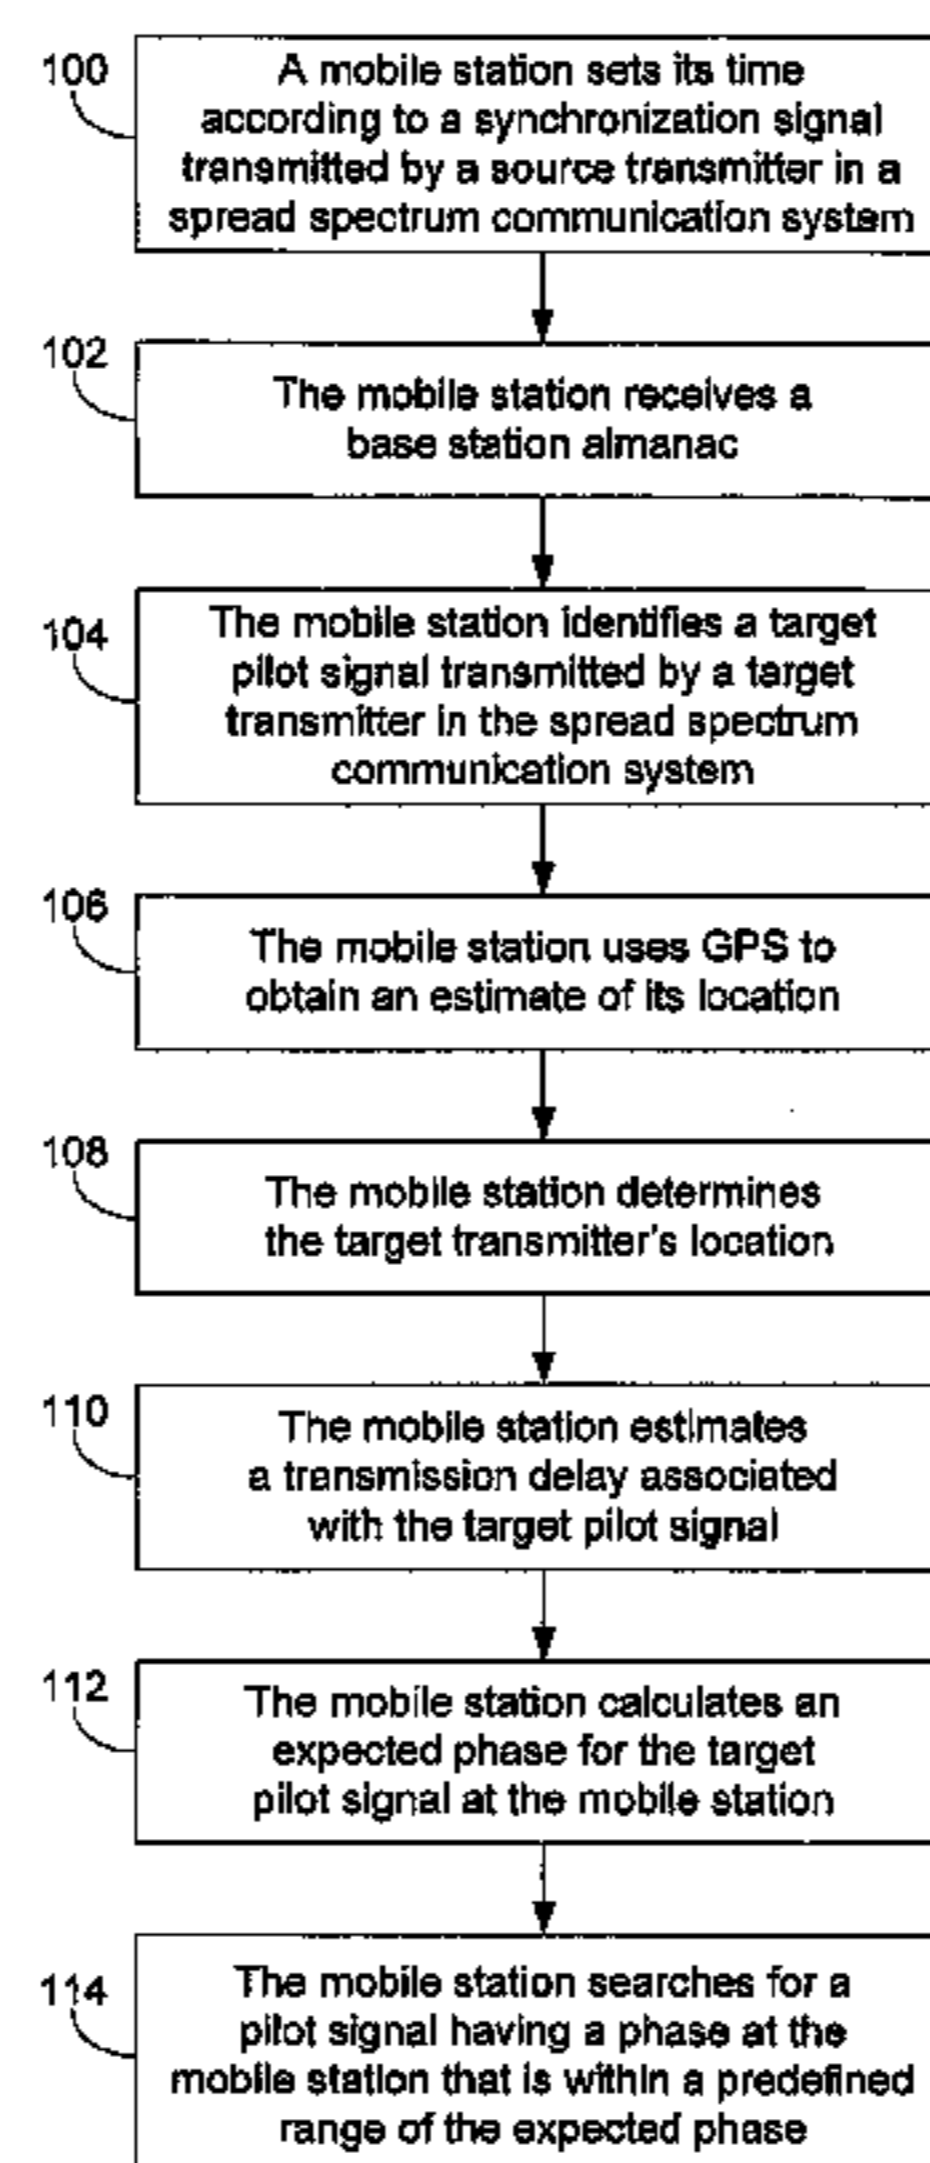 100
A mobile station sets its time
according to a synchronization signal
transmitted by a source transmitter in a
spread spectrum communication system
102
The mobile station receives a
base station almanac
104
The mobile station identifies a target
pilot signal transmitted by a target
transmitter in the spread spectrum
communication system
106
The mobile station uses GPS to
obtain an estimate of its location
108
The mobile station determines
the target transmitter's location
110
The mobile station estimates
a transmission delay associated
with the target pilot signal
112
The mobile station calculates an
expected phase for the target
pilot signal at the mobile station
114
The mobile station searches for a
pilot signal having a phase at the
mobile station that is within a predefined
range of the expected phase